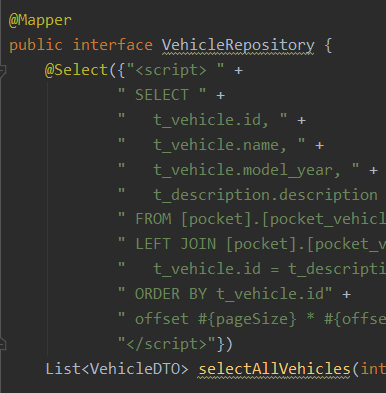 @Mapper
public interface VehicleRepository {
@Select({"<script> " +
" SELECT " +
" t_vehicle.id, " +
" t_vehicle.name, " +
" t_vehicle.model_year, " +
" t_description.description
" FROM [pocket].[pocket_vehicl
" LEFT JOIN [pocket].[pocket_v
" t_vehicle.id = t_descripti
" ORDER BY t_vehicle.id" +
" offset #{pageSize} * #{offse
"</script>"})
List<VehicleDTO> selectAllVehicles(int